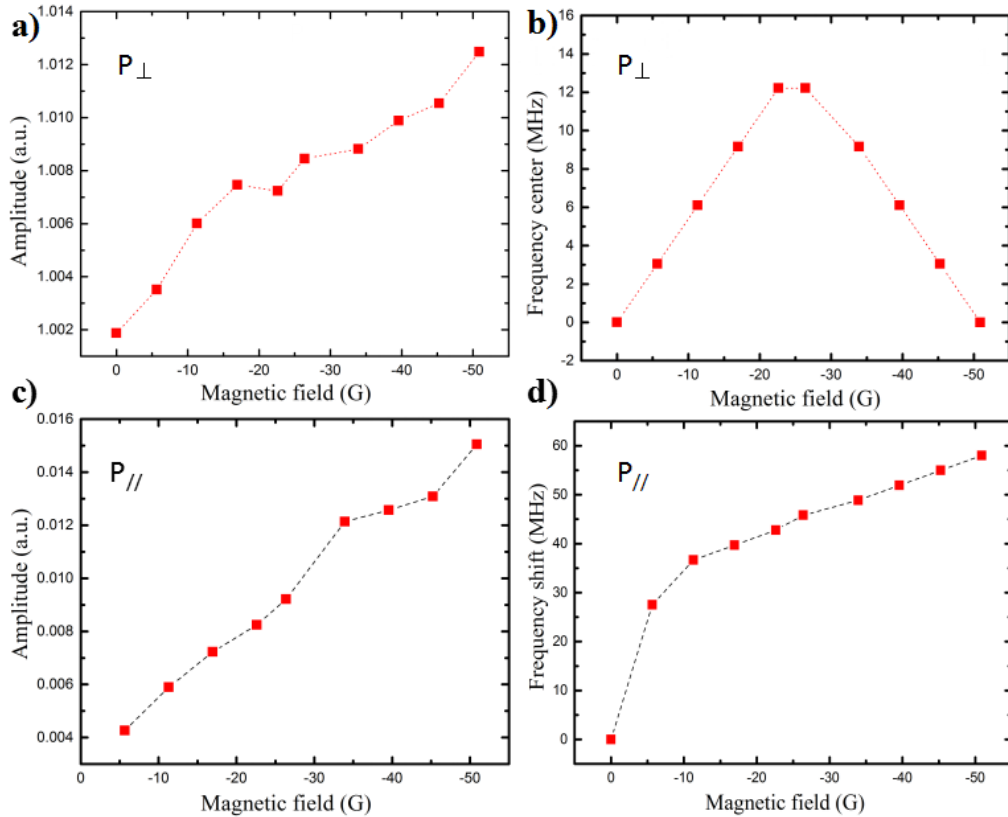 a)
P⊥
Amplitude (a.u.)
1.014
1.012
1.010
1.008
1.006
1.004
1.002
0 -10 -20 -30 -40 -50
Magnetic field (G)
b)
P⊥
Frequency center (MHz)
16
14
12
10
8
6
4
2
0
-2
0 -10 -20 -30 -40 -50
Magnetic field (G)
c)
P//
Amplitude (a.u.)
0.016
0.014
0.012
0.010
0.008
0.006
0.004
0 -10 -20 -30 -40 -50
Magnetic field (G)
d)
P//
Frequency shift (MHz)
60
50
40
30
20
10
0
0 -10 -20 -30 -40 -50
Magnetic field (G)